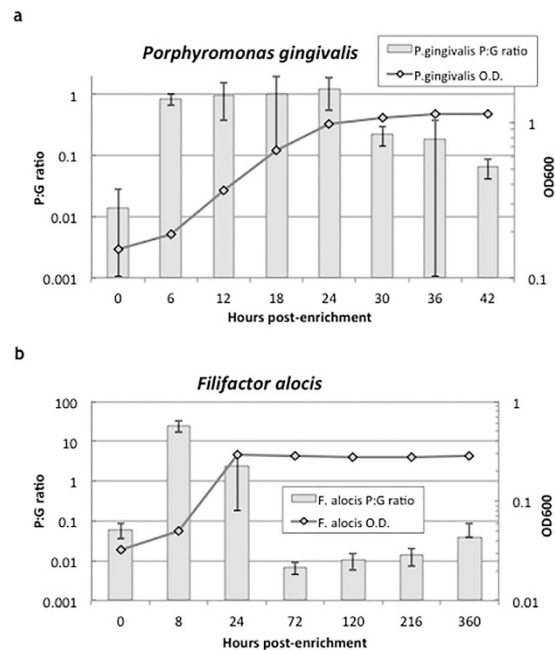 a
Porphyromonas gingivalis
P.gingivalis P:G ratio
P.gingivalis O.D.
1
0.1
0.01
0.001
P:G ratio
1
0.1
OD600
0 6 12 18 24 30 36 42
Hours post-enrichment
b
Filifactor alocis
100
10
1
0.1
0.01
0.001
P:G ratio
F. alocis P:G ratio
F. alocis O.D.
1
0.1
0.01
OD600
0 8 24 72 120 216 360
Hours post-enrichment